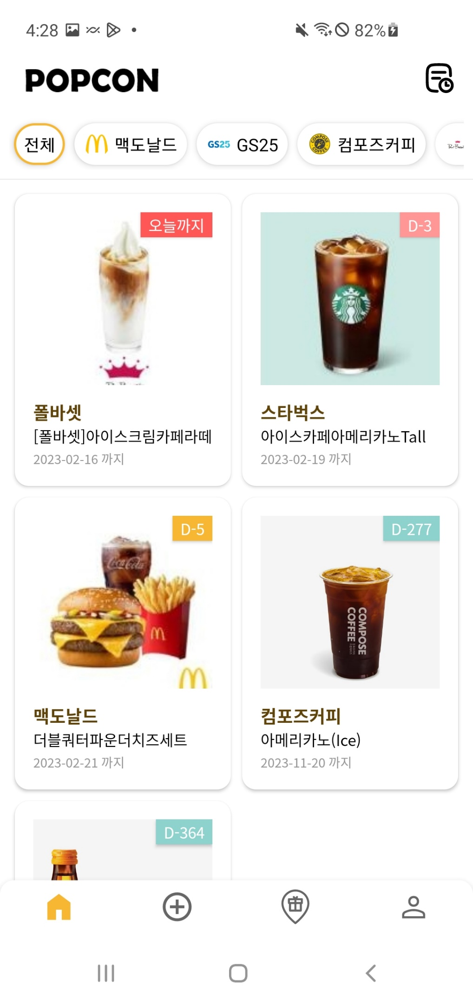 4:28
82%
POPCON
전체
맥도날드
GS25 GS25
COMPOSE COFFEE 컴포즈커피
오늘까지
폴바셋
[폴바셋]아이스크림카페라떼
2023-02-16 까지
D-3
스타벅스
아이스카페아메리카노Tall
2023-02-19 까지
D-5
Coca-Cola
맥도날드
더블쿼터파운더치즈세트
2023-02-21 까지
D-277
COMPOSE
COFFEE
컴포즈커피
아메리카노(Ice)
2023-11-20 까지
D-364